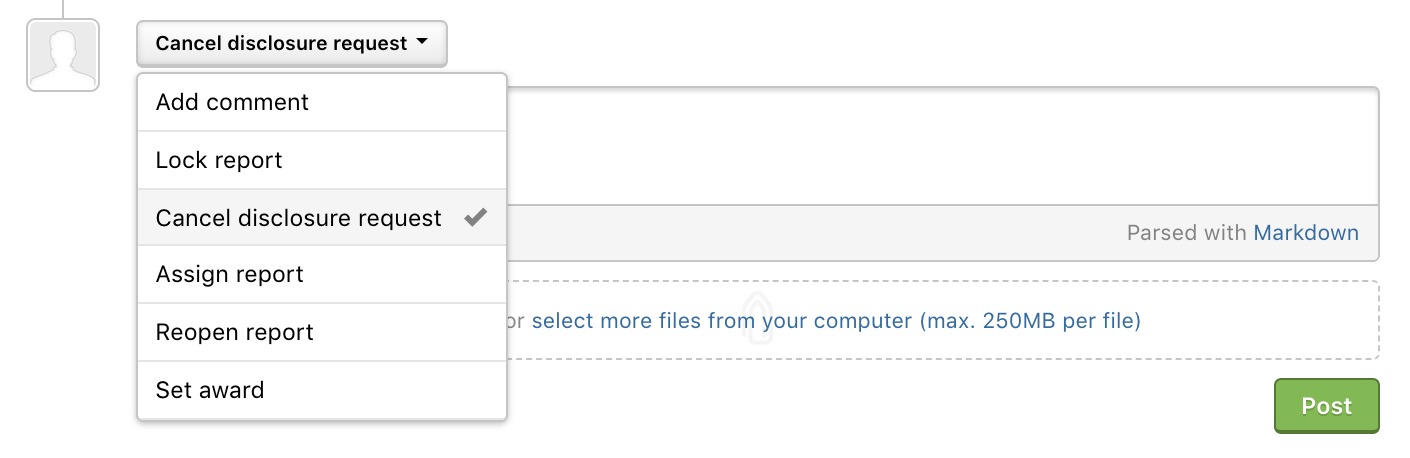 Cancel disclosure request
Add comment
Lock report
Cancel disclosure request
Assign report
Reopen report
Set award
Parsed with Markdown
or select more files from your computer (max. 250MB per file)
Post